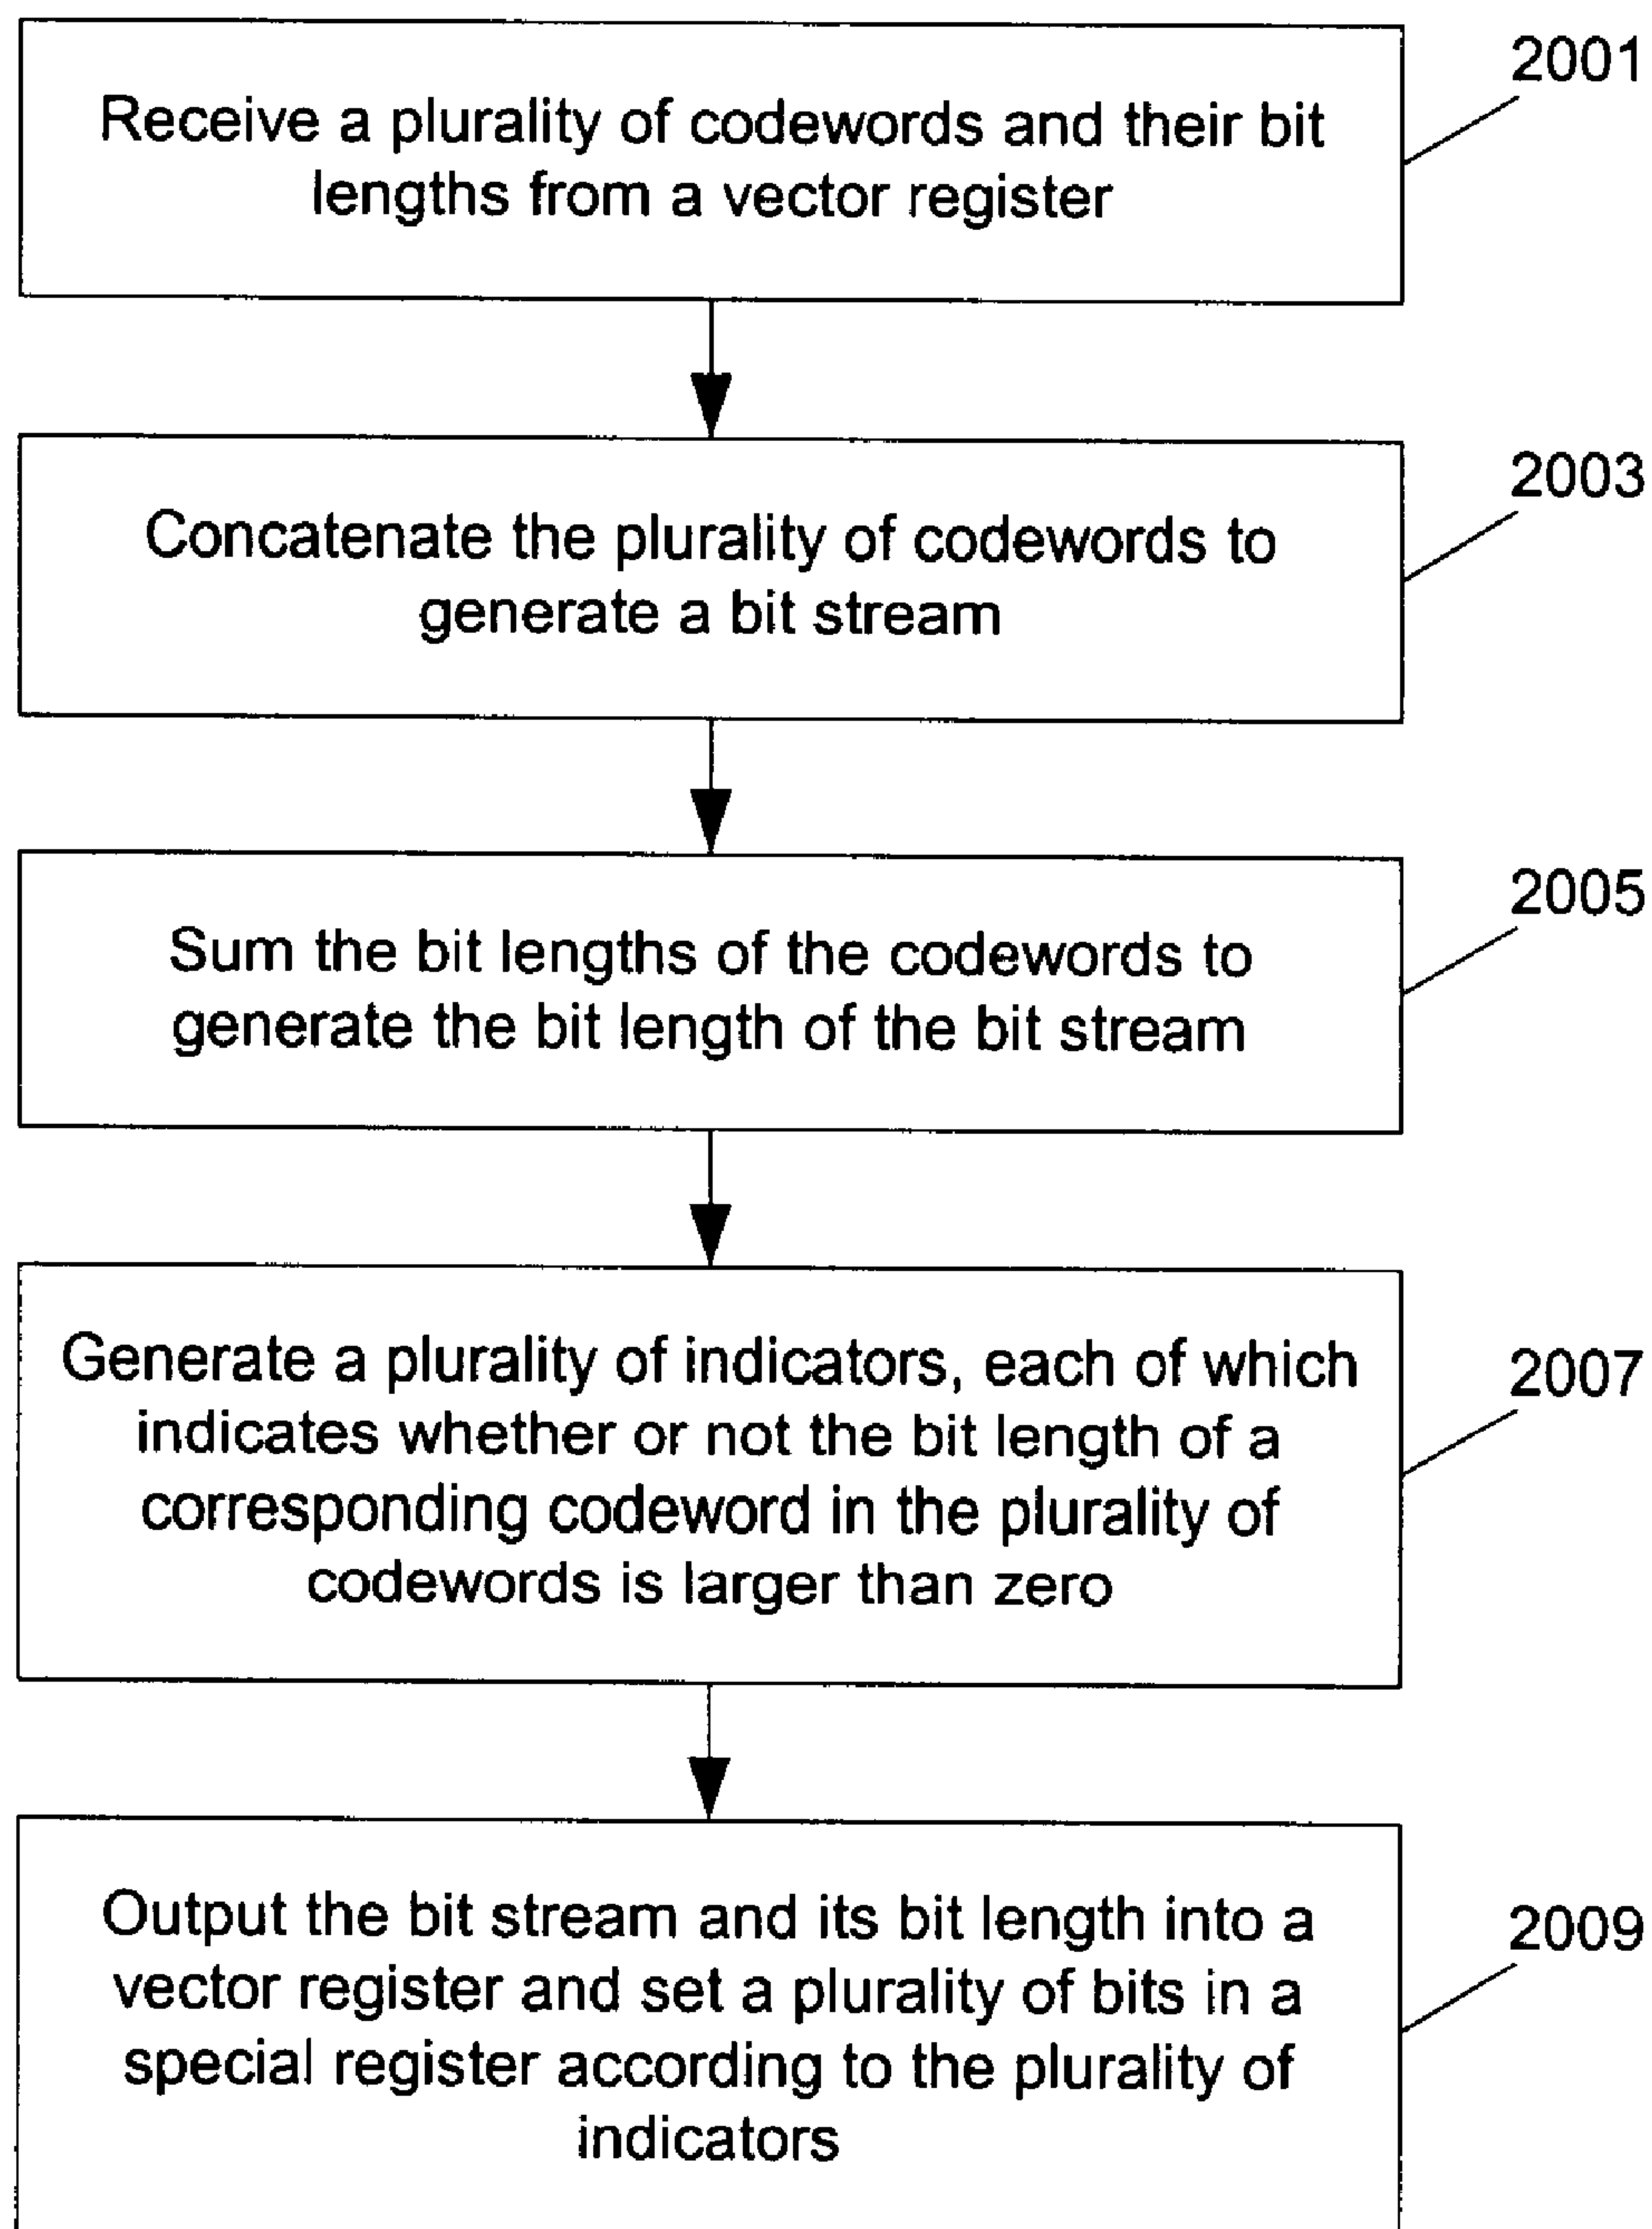 2001
Receive a plurality of codewords and their bit
lengths from a vector register
2003
Concatenate the plurality of codewords to
generate a bit stream
2005
Sum the bit lengths of the codewords to
generate the bit length of the bit stream
2007
Generate a plurality of indicators, each of which
indicates whether or not the bit length of a
corresponding codeword in the plurality of
codewords is larger than zero
2009
Output the bit stream and its bit length into a
vector register and set a plurality of bits in a
special register according to the plurality of
indicators